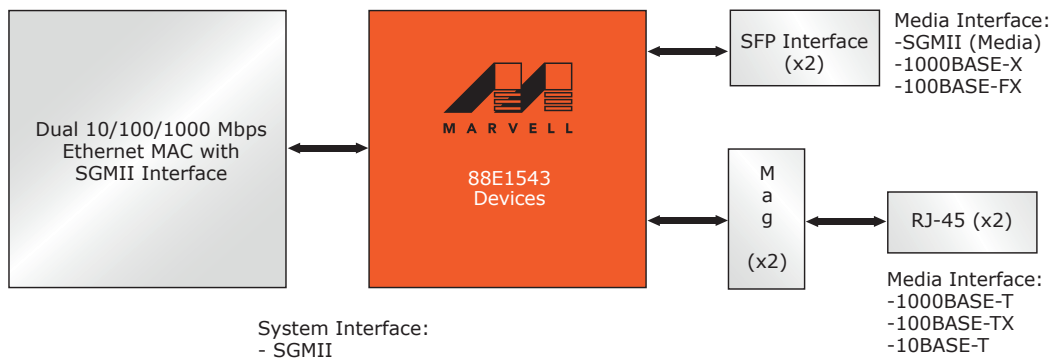 Dual 10/100/1000 Mbps
Ethernet MAC with
SGMII Interface
MARVELL
88E1543
Devices
SFP Interface
(x2)
Media Interface:
-SGMII (Media)
-1000BASE-X
-100BASE-FX
Mag
(x2)
RJ-45 (x2)
Media Interface:
-1000BASE-T
-100BASE-TX
-10BASE-T
System Interface:
- SGMII